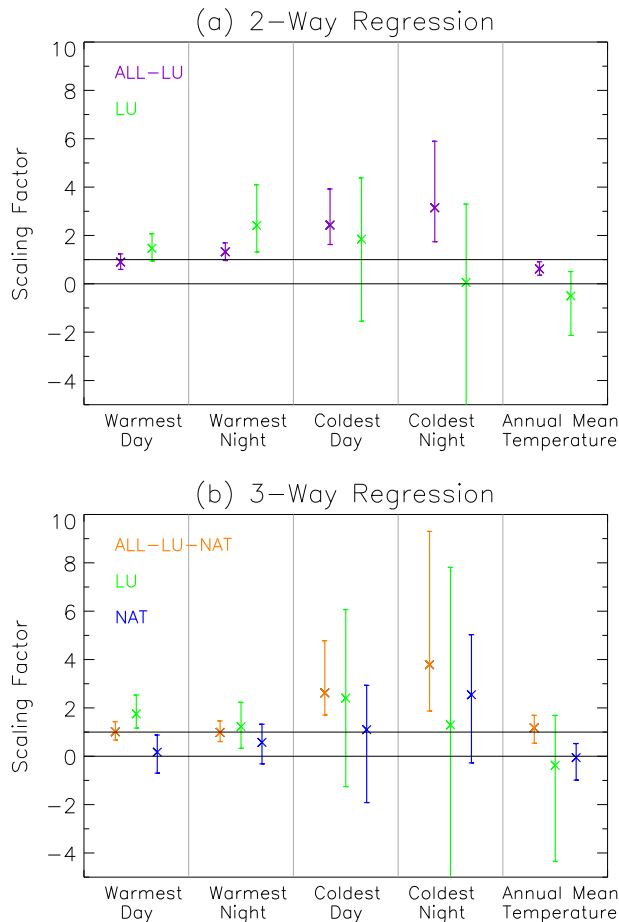 (a) 2-Way Regression
10
8
6
4
2
0
-2
-4
Scaling Factor
ALL-LU
LU
Warmest Day
Warmest Night
Coldest Day
Coldest Night
Annual Mean Temperature
(b) 3-Way Regression
10
8
6
4
2
0
-2
-4
Scaling Factor
ALL-LU-NAT
LU
NAT
Warmest Day
Warmest Night
Coldest Day
Coldest Night
Annual Mean Temperature